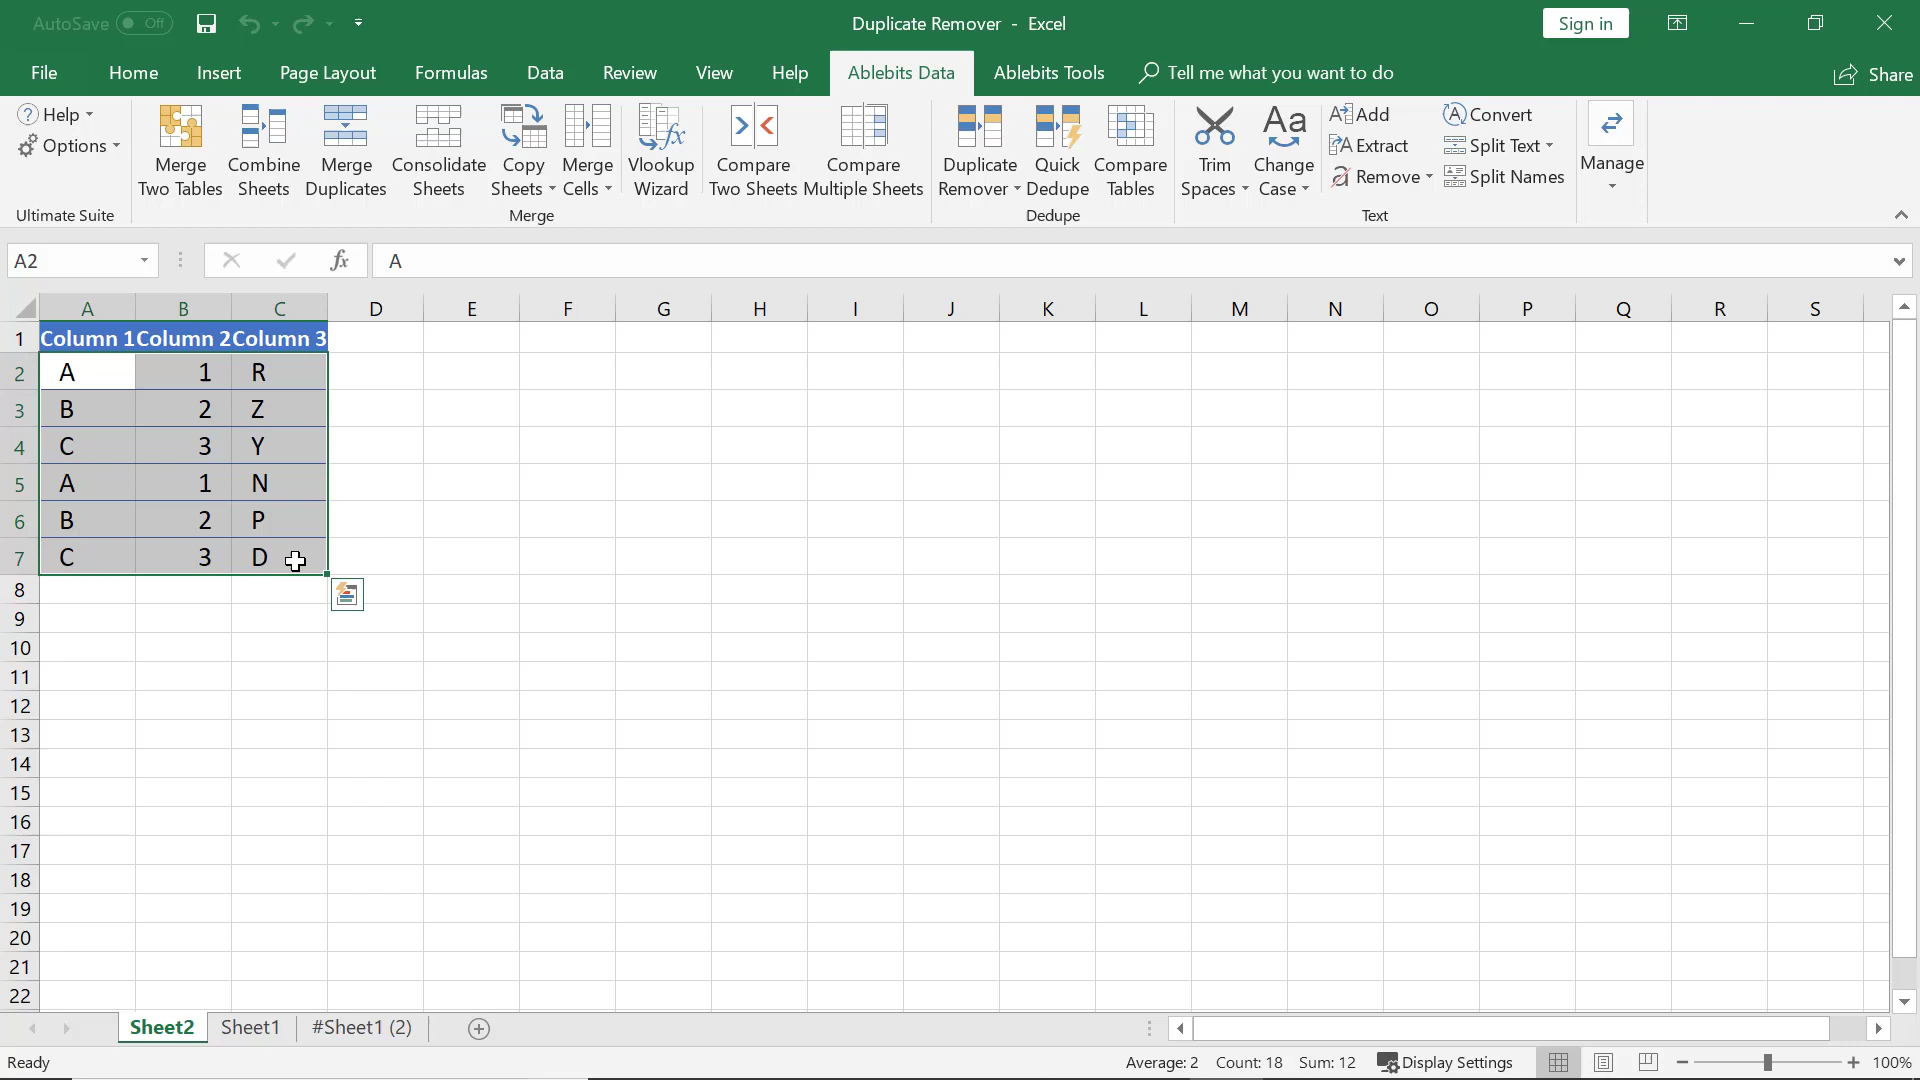 AutoSave Off
Duplicate Remover - Excel
Sign in
File Home Insert Page Layout Formulas Data Review View Help Ablebits Data Ablebits Tools Tell me what you want to do Share
Help
Options
Ultimate Suite
Merge Two Tables
Combine Sheets
Merge Duplicates
Consolidate Sheets
Copy Sheets
Merge Cells
Vlookup Wizard
Compare Two Sheets
Compare Multiple Sheets
Merge
Duplicate Remover
Quick Dedupe
Compare Tables
Dedupe
Trim Spaces
Change Case
Add
Extract
Remove
Convert
Split Text
Split Names
Text
Manage
A2 fx A
A B C D E F G H I J K L M N O P Q R S
1 Column 1 Column 2 Column 3
2 A 1 R
3 B 2 Z
4 C 3 Y
5 A 1 N
6 B 2 P
7 C 3 D
8
9
10
11
12
13
14
15
16
17
18
19
20
21
22
Sheet2 Sheet1 #Sheet1 (2)
Ready Average: 2 Count: 18 Sum: 12 Display Settings 100%